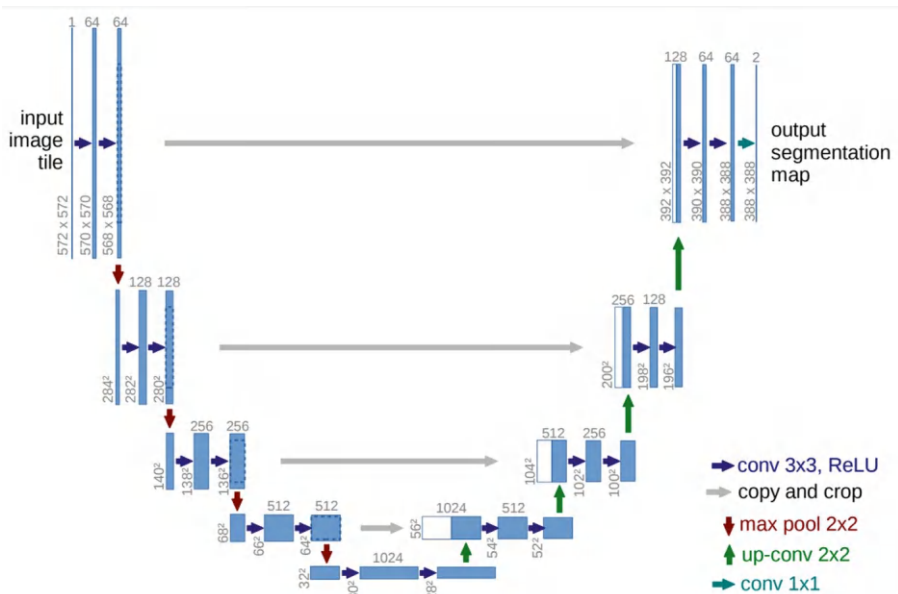 1 64 64
input
image
tile
572 x 572
570 x 570
568 x 568
128 64 64 2
output
segmentation
map
392 x 392
390 x 390
388 x 388
388 x 388
128 128
284²
282²
280²
256 128
200²
198²
196²
256 256
140²
138²
136²
512 256
104²
102²
100²
512 512
68²
66²
64²
1024 512
56²
54²
52²
1024
32²
conv 3x3, ReLU
copy and crop
max pool 2x2
up-conv 2x2
conv 1x1